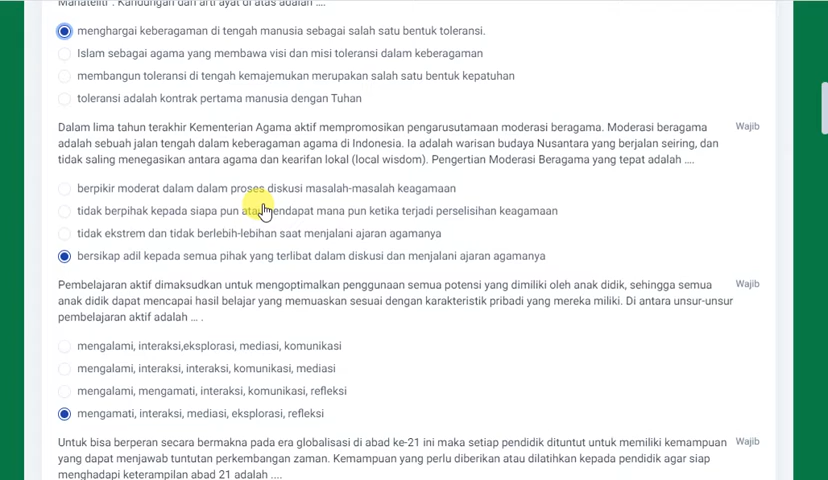 Manateliti". Kandungan dan arti ayat di atas adalah ....
menghargai keberagaman di tengah manusia sebagai salah satu bentuk toleransi.
Islam sebagai agama yang membawa visi dan misi toleransi dalam keberagaman
membangun toleransi di tengah kemajemukan merupakan salah satu bentuk kepatuhan
toleransi adalah kontrak pertama manusia dengan Tuhan
Dalam lima tahun terakhir Kementerian Agama aktif mempromosikan pengarusutamaan moderasi beragama. Moderasi beragama
Wajib
adalah sebuah jalan tengah dalam keberagaman agama di Indonesia. Ia adalah warisan budaya Nusantara yang berjalan seiring, dan
tidak saling menegasikan antara agama dan kearifan lokal (local wisdom). Pengertian Moderasi Beragama yang tepat adalah ....
berpikir moderat dalam dalam proses diskusi masalah-masalah keagamaan
tidak berpihak kepada siapa pun atau pendapat mana pun ketika terjadi perselisihan keagamaan
tidak ekstrem dan tidak berlebih-lebihan saat menjalani ajaran agamanya
bersikap adil kepada semua pihak yang terlibat dalam diskusi dan menjalani ajaran agamanya
Pembelajaran aktif dimaksudkan untuk mengoptimalkan penggunaan semua potensi yang dimiliki oleh anak didik, sehingga semua
Wajib
anak didik dapat mencapai hasil belajar yang memuaskan sesuai dengan karakteristik pribadi yang mereka miliki. Di antara unsur-unsur
pembelajaran aktif adalah ... .
mengalami, interaksi,eksplorasi, mediasi, komunikasi
mengalami, interaksi, interaksi, komunikasi, mediasi
mengalami, mengamati, interaksi, komunikasi, refleksi
mengamati, interaksi, mediasi, eksplorasi, refleksi
Untuk bisa berperan secara bermakna pada era globalisasi di abad ke-21 ini maka setiap pendidik dituntut untuk memiliki kemampuan
Wajib
yang dapat menjawab tuntutan perkembangan zaman. Kemampuan yang perlu diberikan atau dilatihkan kepada pendidik agar siap
menghadapi keterampilan abad 21 adalah ....